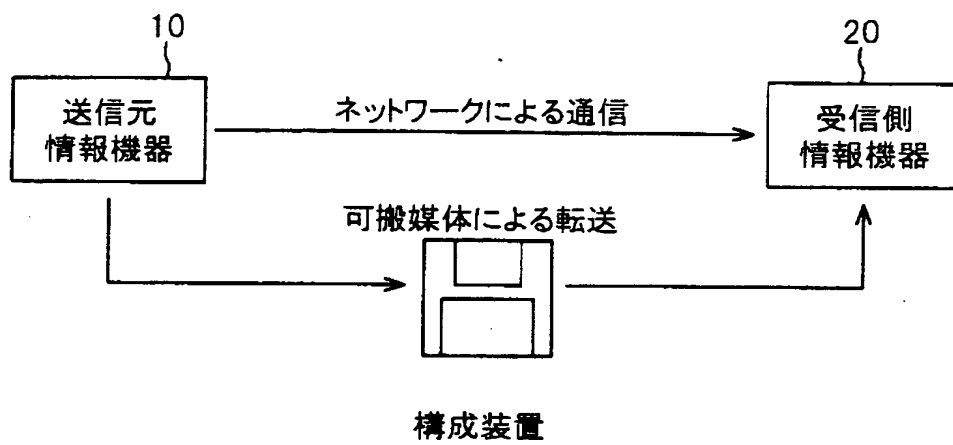 10
20
送信元
情報機器
ネットワークによる通信
受信側
情報機器
可搬媒体による転送
構成装置